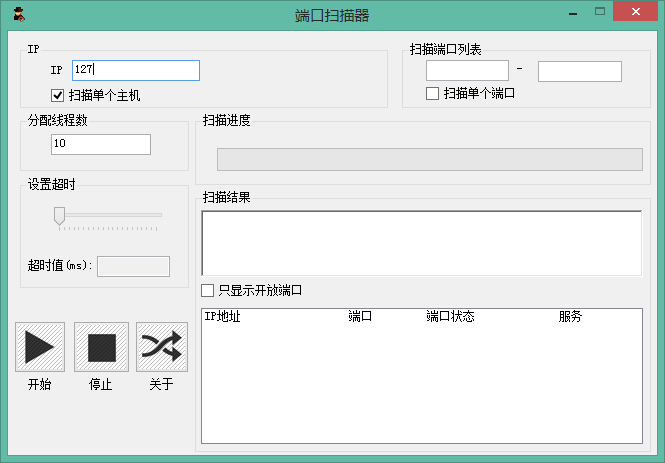 端口扫描器
IP
IP 127
扫描单个主机
扫描端口列表
-
扫描单个端口
分配线程数
10
扫描进度
设置超时
超时值(ms):
扫描结果
只显示开放端口
IP地址 端口 端口状态 服务
开始 停止 关于